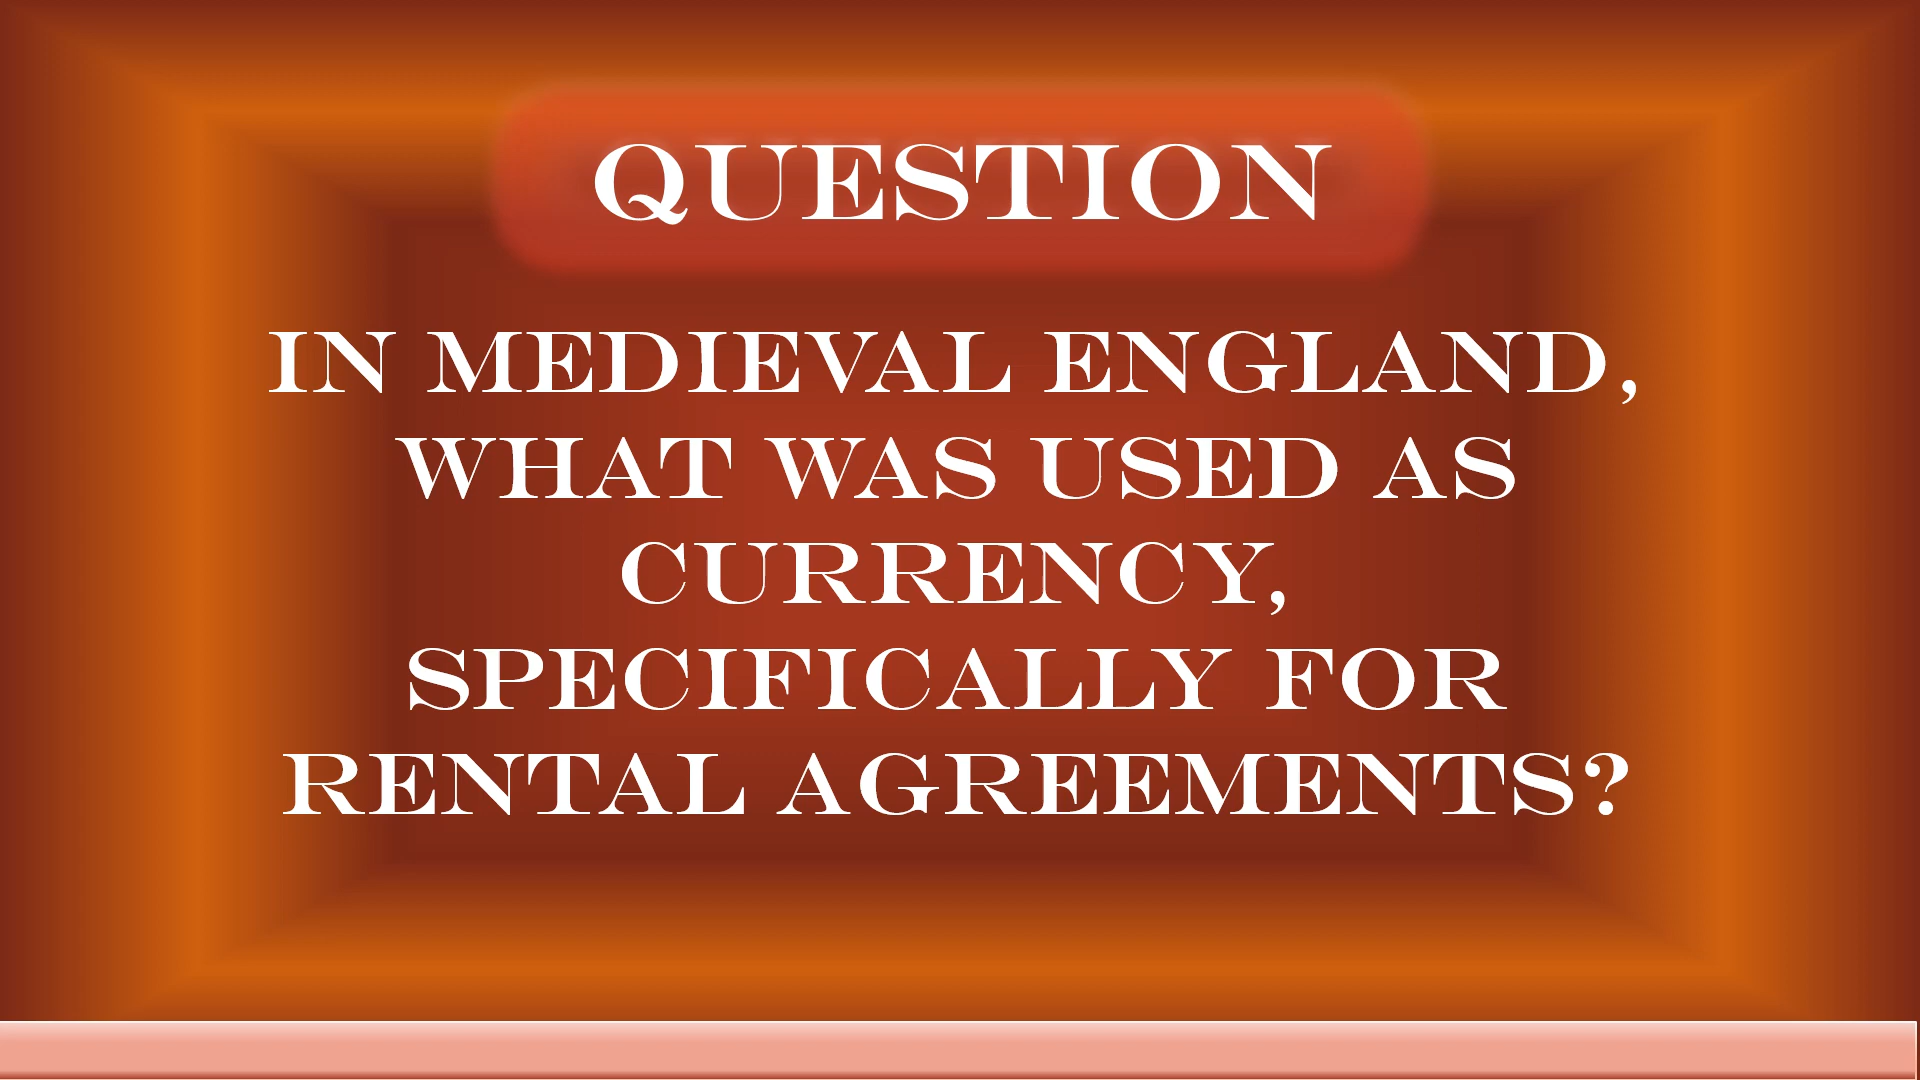 QUESTION
IN MEDIEVAL ENGLAND,
WHAT WAS USED AS
CURRENCY,
SPECIFICALLY FOR
RENTAL AGREEMENTS?